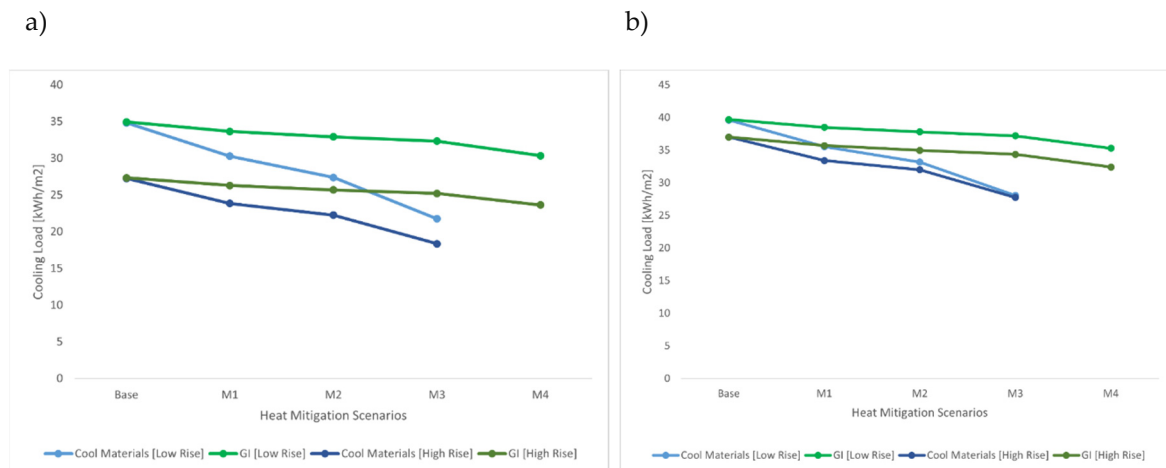 a)
40
35
30
25
20
15
10
5
0
Cooling Load [kWh/m2]
Base M1 M2 M3 M4
Heat Mitigation Scenarios
Cool Materials [Low Rise] GI [Low Rise] Cool Materials [High Rise] GI [High Rise]
b)
45
40
35
30
25
20
15
10
5
0
Cooling Load [kWh/m2]
Base M1 M2 M3 M4
Heat Mitigation Scenarios
Cool Materials [Low Rise] GI [Low Rise] Cool Materials [High Rise] GI [High Rise]